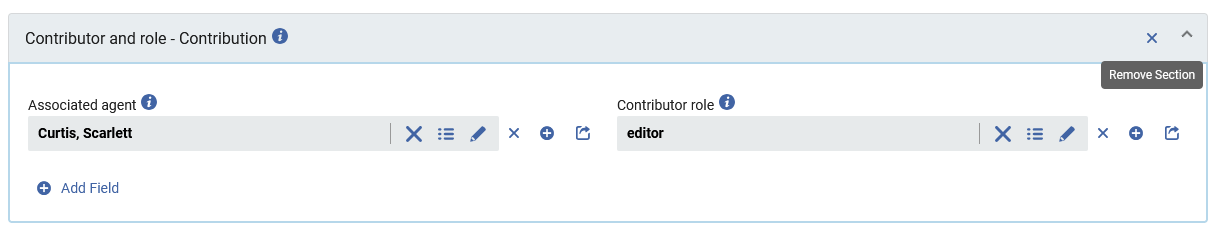 Contributor and role - Contribution
Remove Section
Associated agent
Contributor role
Curtis, Scarlett
editor
Add Field